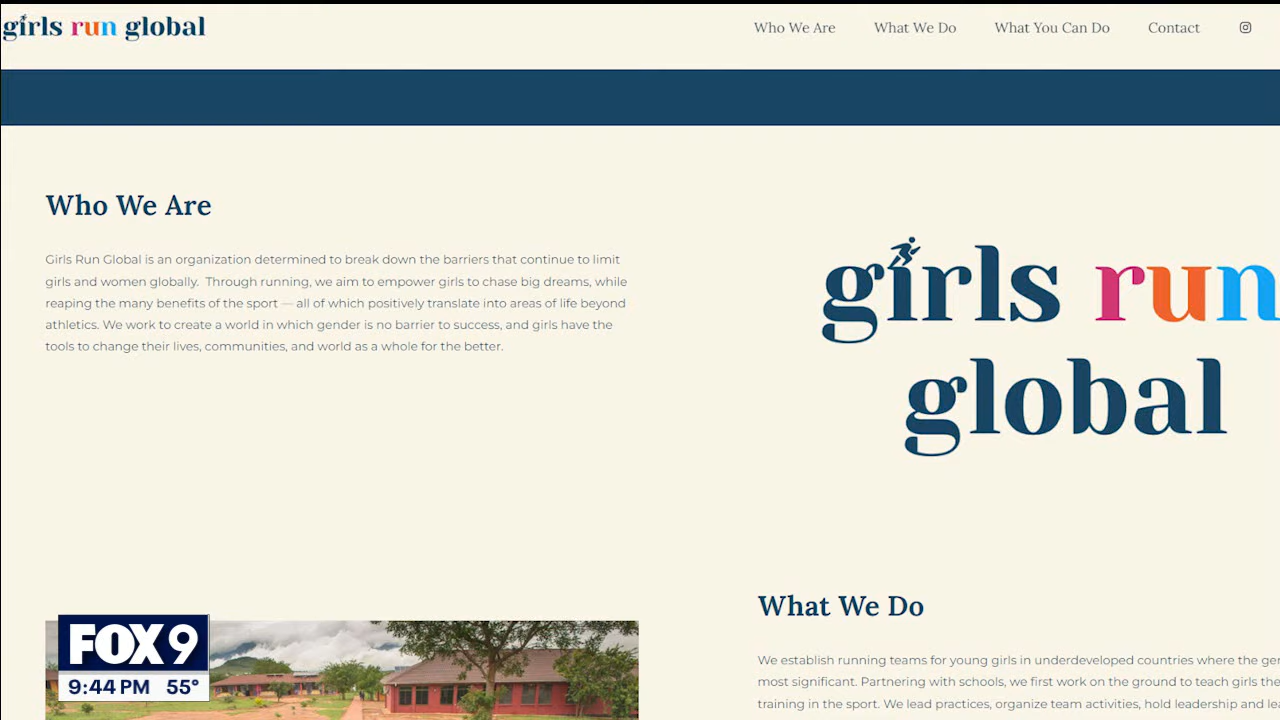 girls run global
Who We Are
What We Do
What You Can Do
Contact
Who We Are
Girls Run Global is an organization determined to break down the barriers that continue to limit
girls and women globally. Through running, we aim to empower girls to chase big dreams, while
reaping the many benefits of the sport — all of which positively translate into areas of life beyond
athletics. We work to create a world in which gender is no barrier to success, and girls have the
tools to change their lives, communities, and world as a whole for the better.
girls run
global
What We Do
We establish running teams for young girls in underdeveloped countries where the ge
most significant. Partnering with schools, we first work on the ground to teach girls the
training in the sport. We lead practices, organize team activities, hold leadership and le
FOX 9
9:44 PM 55°